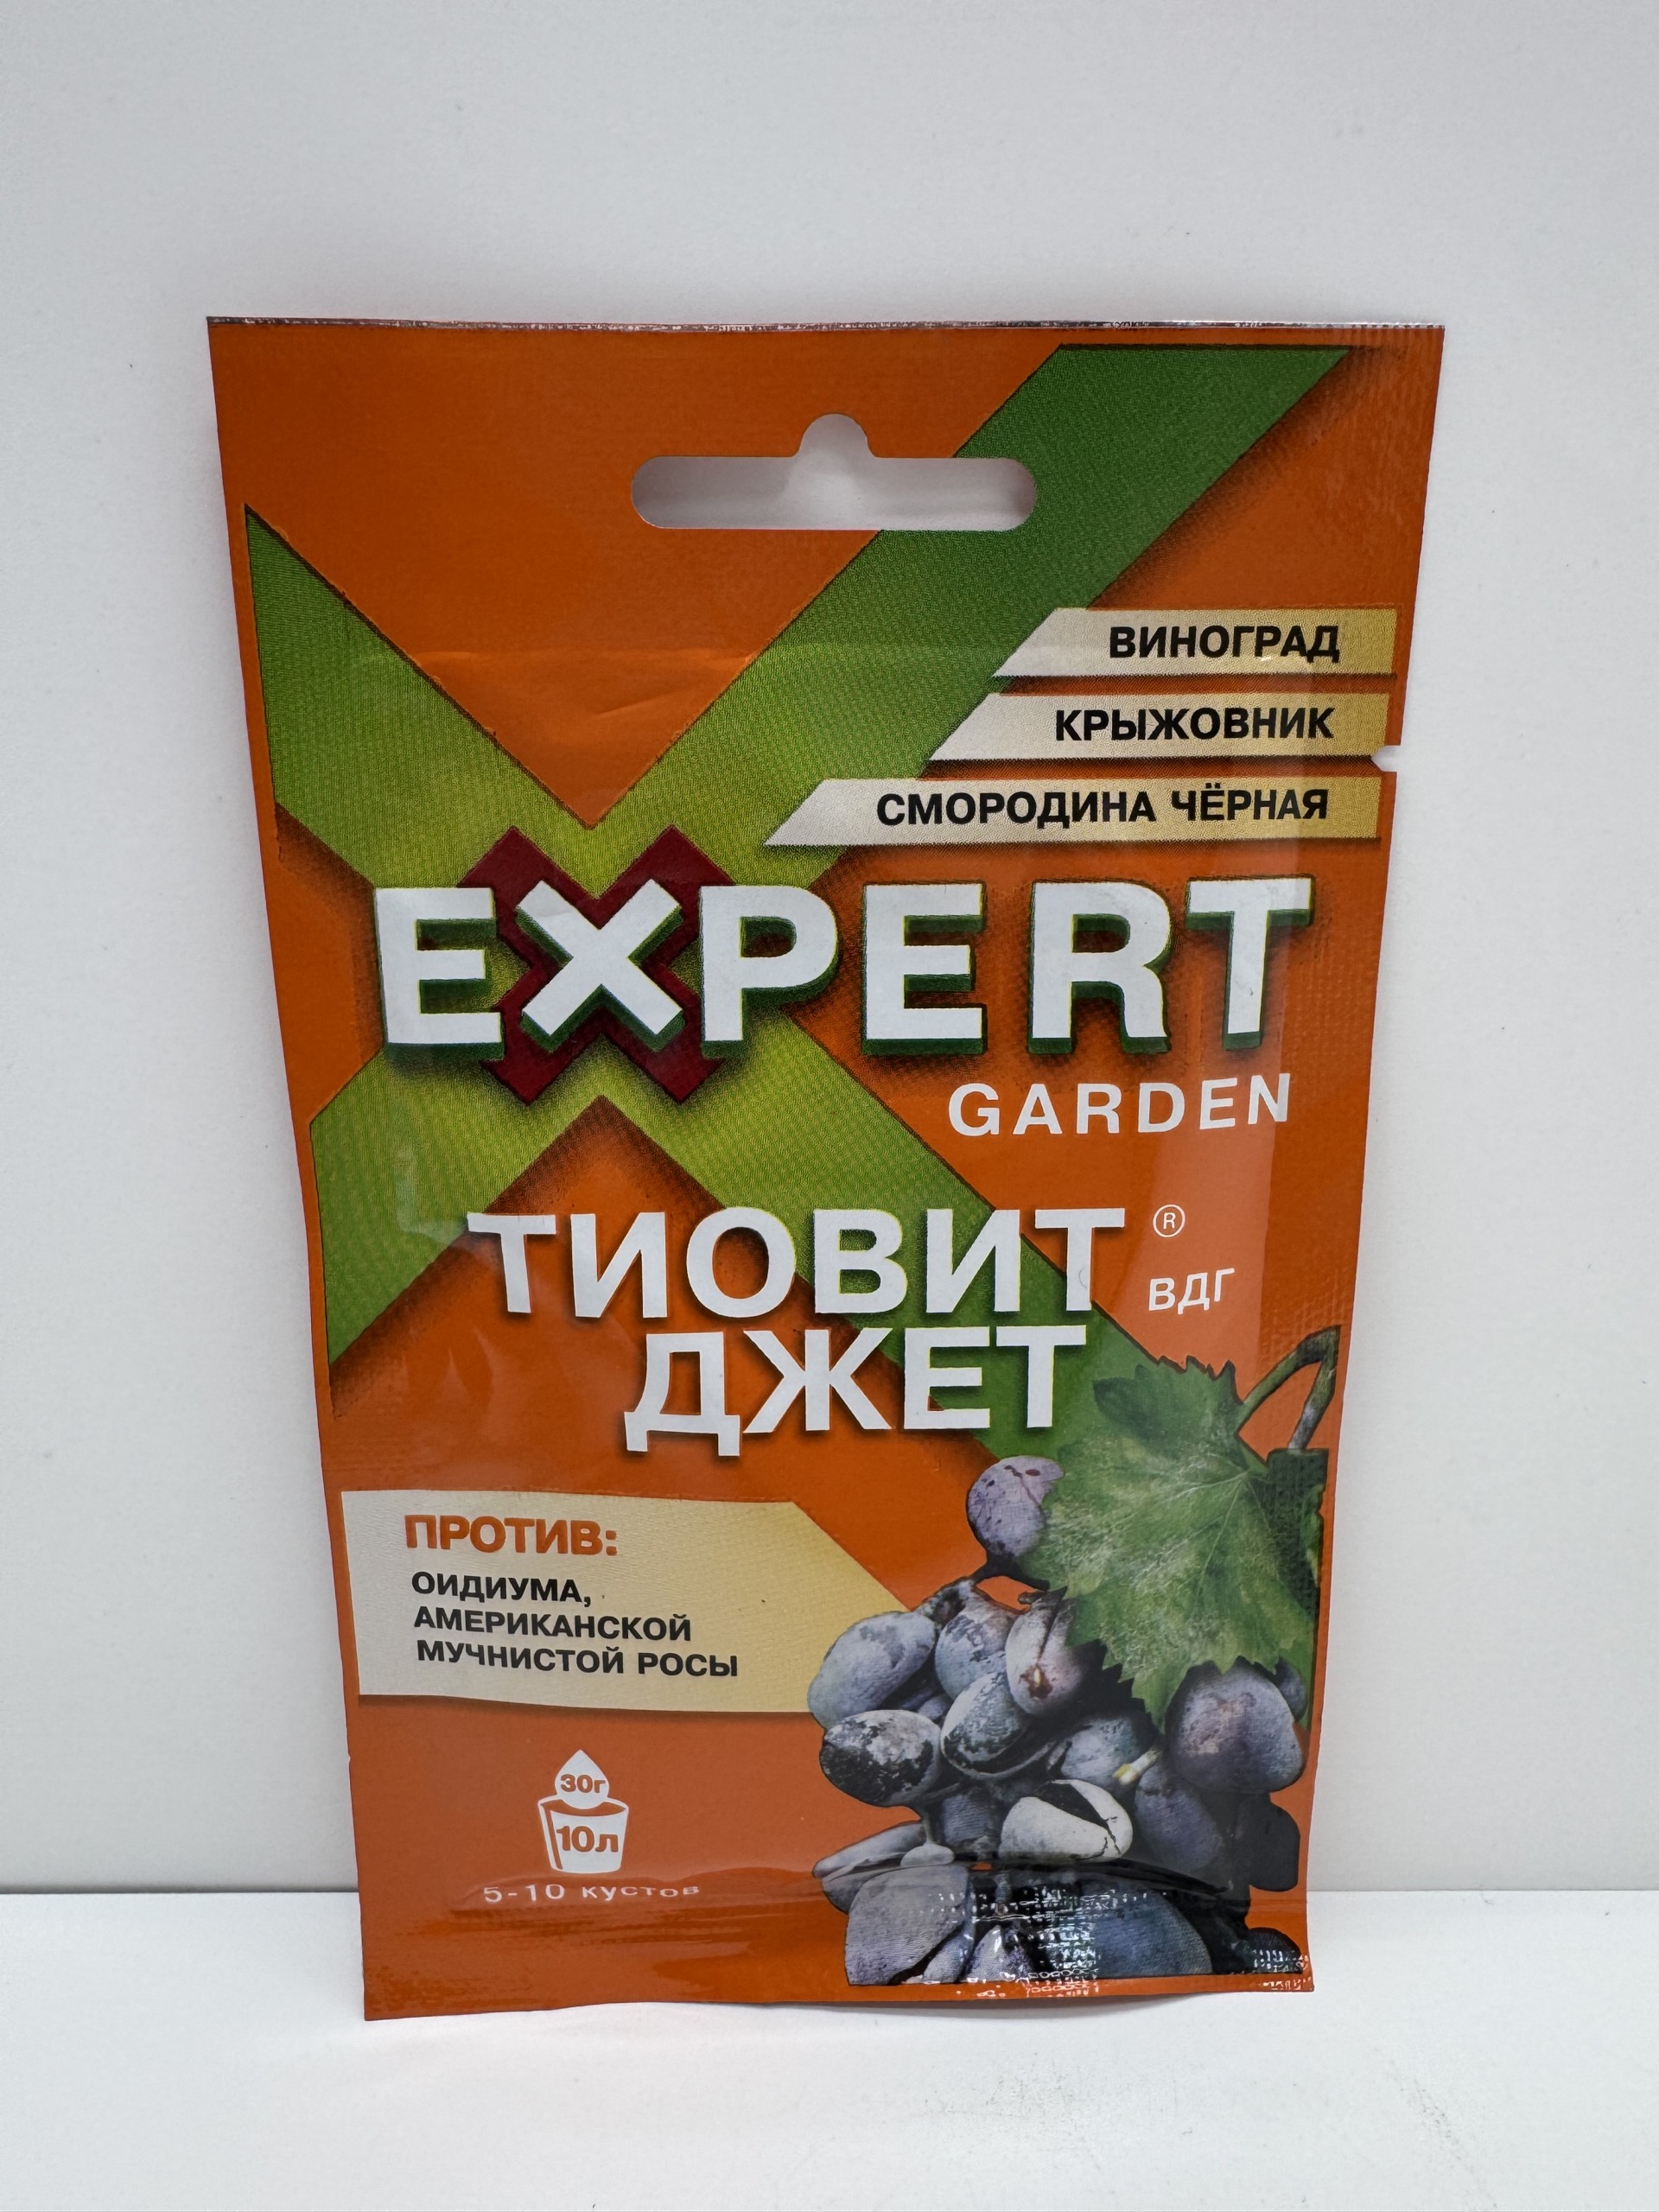 ВИНОГРАД
КРЫЖОВНИК
СМОРОДИНА ЧЁРНАЯ
EXPERT
GARDEN
ТИОВИТ ®
ВДГ
ДЖЕТ
ПРОТИВ:
ОИДИУМА,
АМЕРИКАНСКОЙ
МУЧНИСТОЙ РОСЫ
30г
10л
5-10 кустов